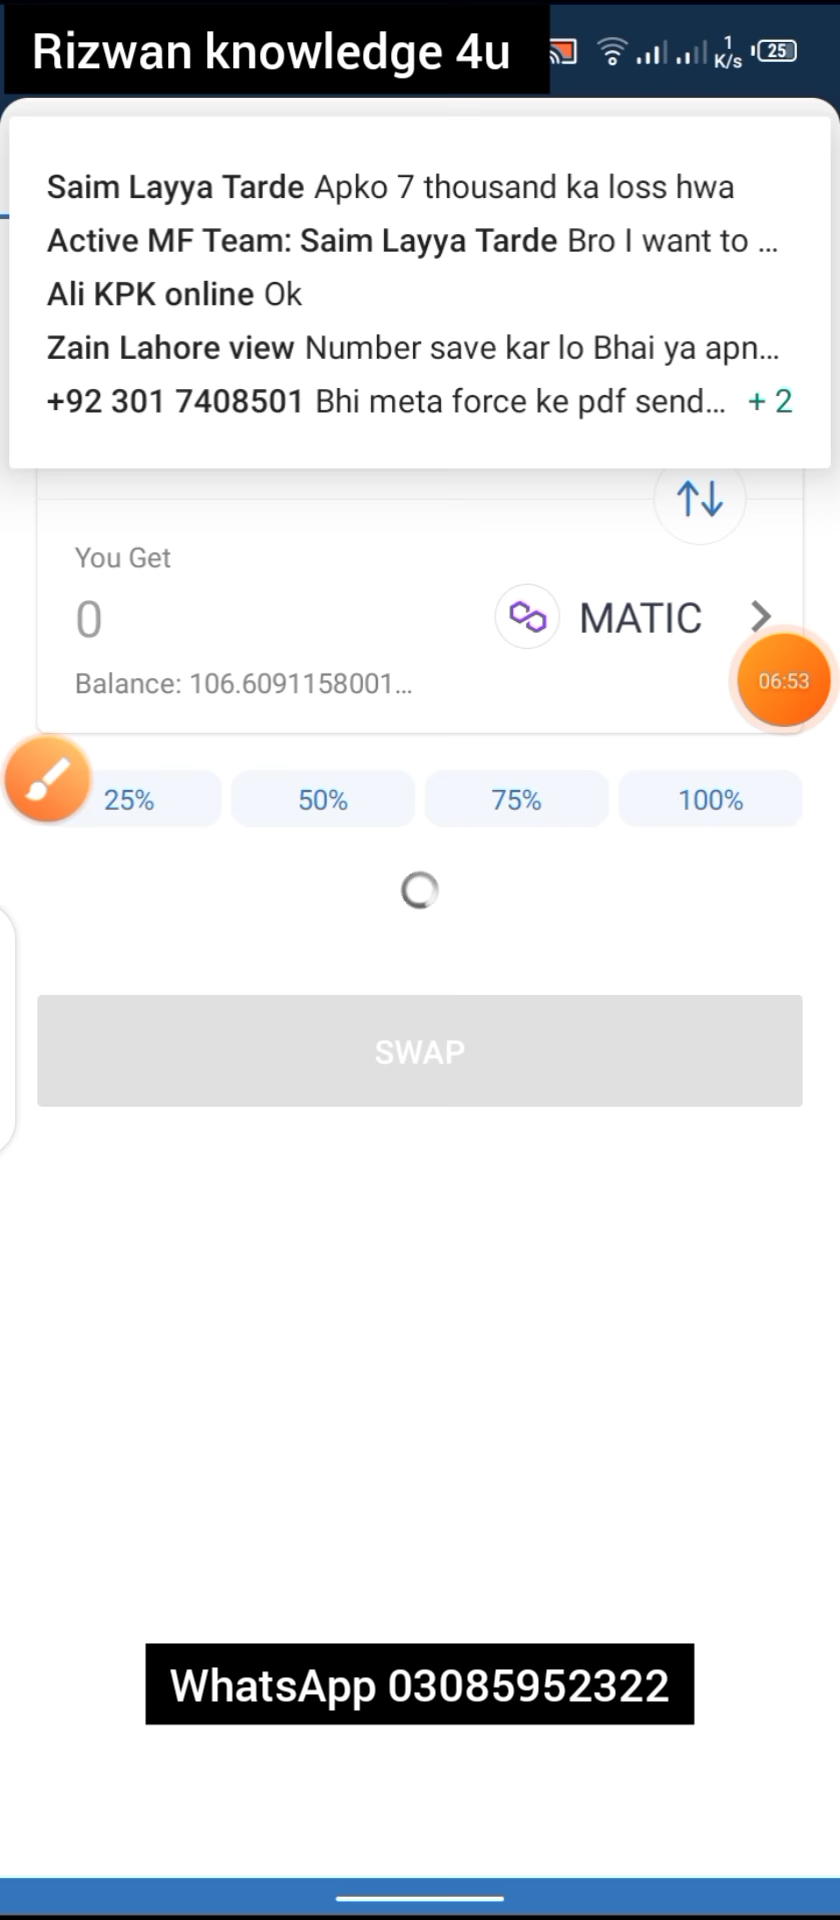 Rizwan knowledge 4u
1
K/s
25
Saim Layya Tarde Apko 7 thousand ka loss hwa
Active MF Team: Saim Layya Tarde Bro I want to ...
Ali KPK online Ok
Zain Lahore view Number save kar lo Bhai ya apn...
+92 301 7408501 Bhi meta force ke pdf send... + 2
You Get
0 MATIC
Balance: 106.6091158001...
06:53
25% 50% 75% 100%
SWAP
WhatsApp 03085952322